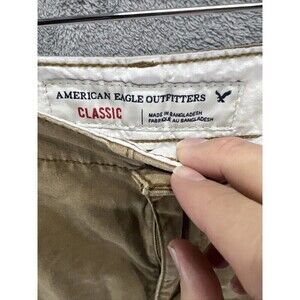 AMERICAN EAGLE OUTFITTERS
CLASSIC
MADE IN BANGLADESH
FABRIQUÉ AU BANGLADESH